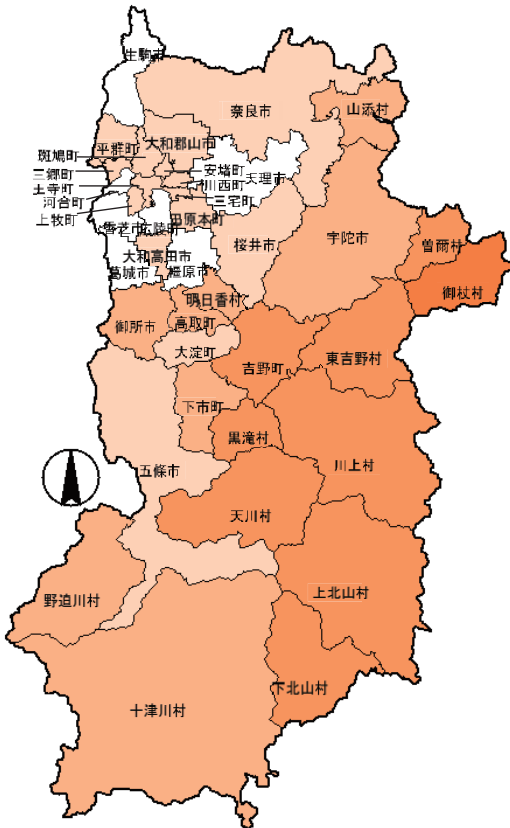 生駒市
奈良市
山添村
平群町
大和郡山市
斑鳩町
安堵町
三郷町
川西町
天理市
王寺町
三宅町
河合町
上牧町
田原本町
香芝市
広陵町
桜井市
宇陀市
曽爾村
大和高田市
葛城市
橿原市
御杖村
明日香村
御所市
高取町
大淀町
吉野町
東吉野村
下市町
黒滝村
川上村
五條市
天川村
上北山村
野迫川村
下北山村
十津川村